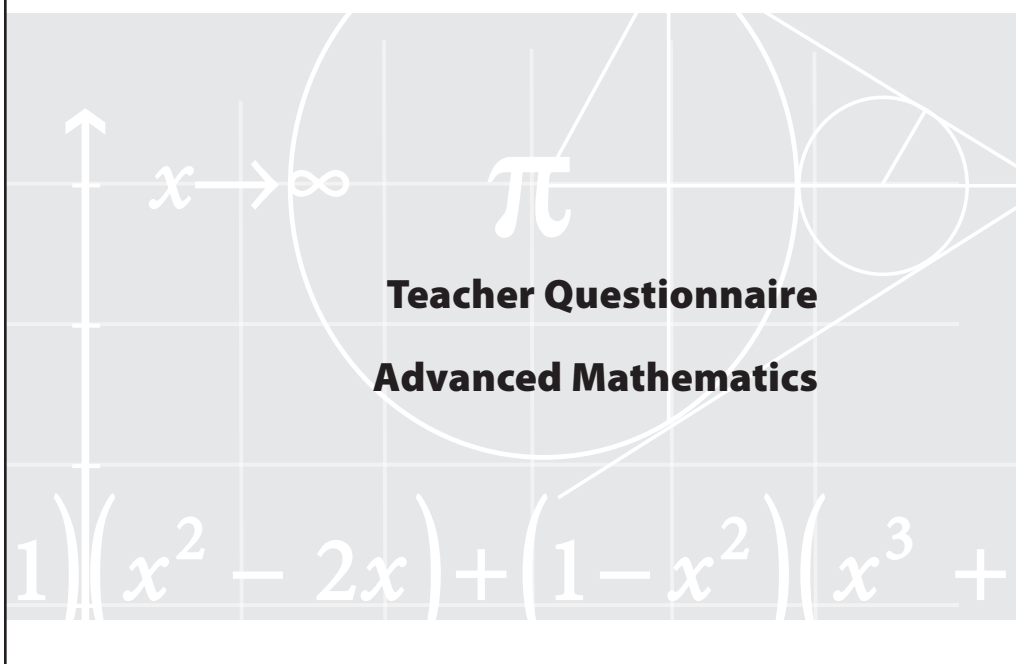 x→∞ π
Teacher Questionnaire
Advanced Mathematics
1)(x² − 2x) + (1 − x²)(x³ +